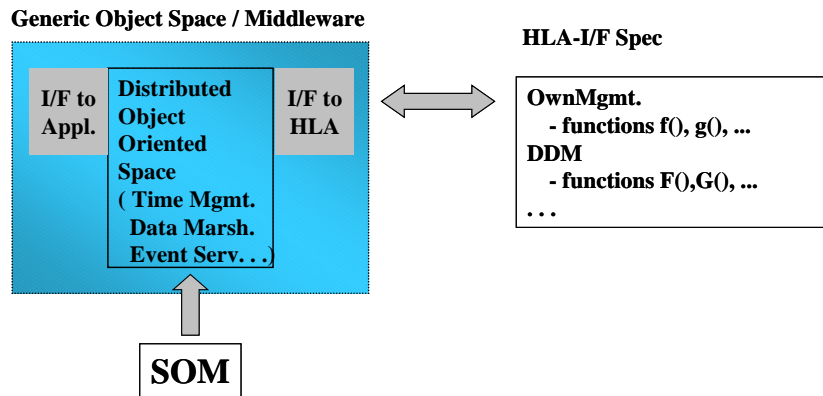 Generic Object Space / Middleware
HLA-I/F Spec
I/F to
Appl.
Distributed
Object
Oriented
Space
( Time Mgmt.
Data Marsh.
Event Serv. . .)
I/F to
HLA
OwnMgmt.
- functions f(), g(), ...
DDM
- functions F(),G(), ...
. . .
SOM